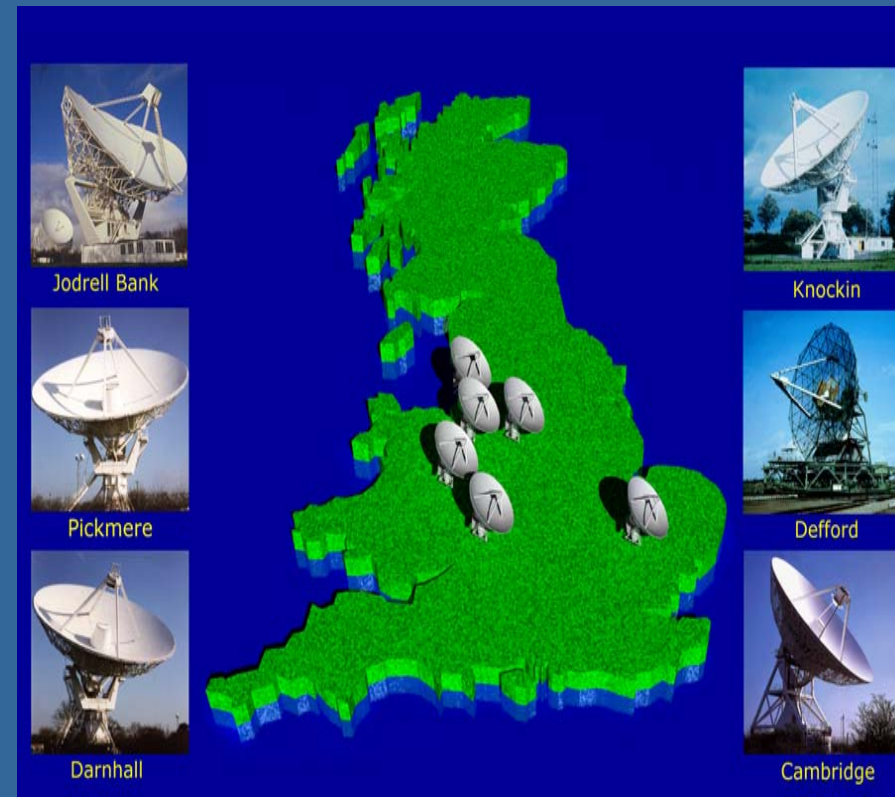 Jodrell Bank
Pickmere
Darnhall
Knockin
Defford
Cambridge